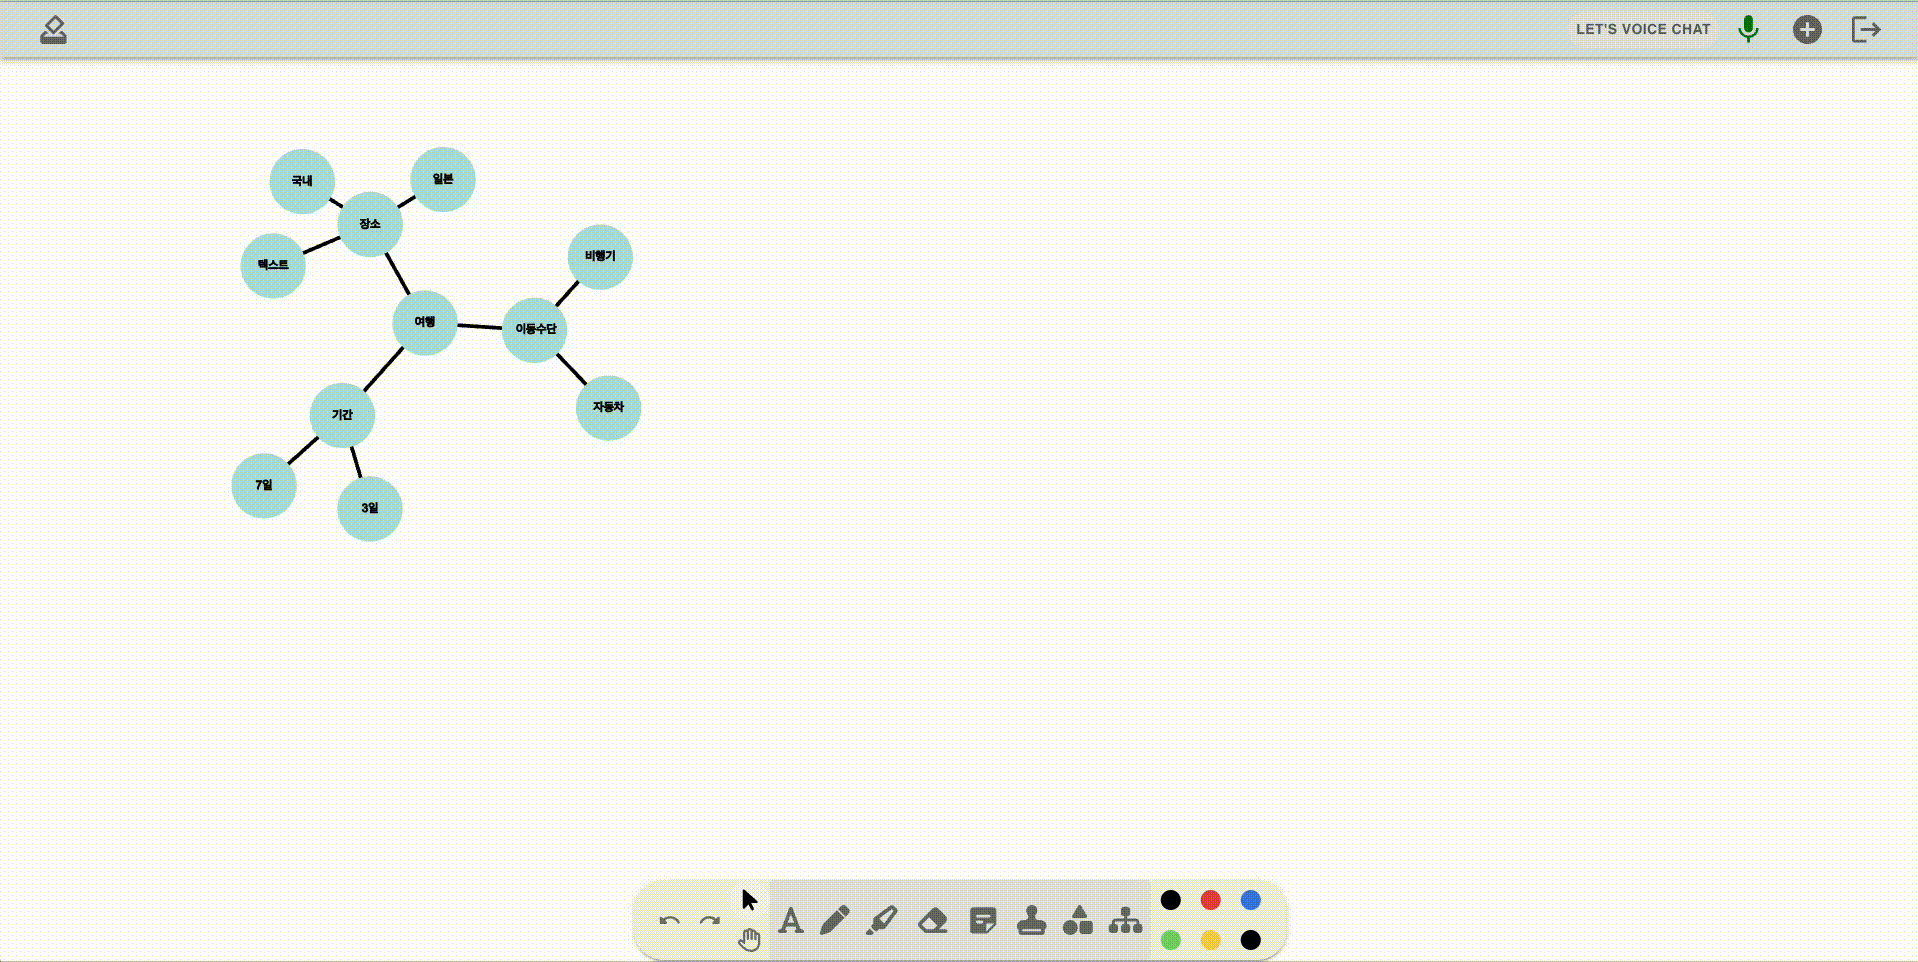 LET'S VOICE CHAT
국내
일본
장소
텍스트
비행기
여행
이동수단
기간
자동차
7일
3일